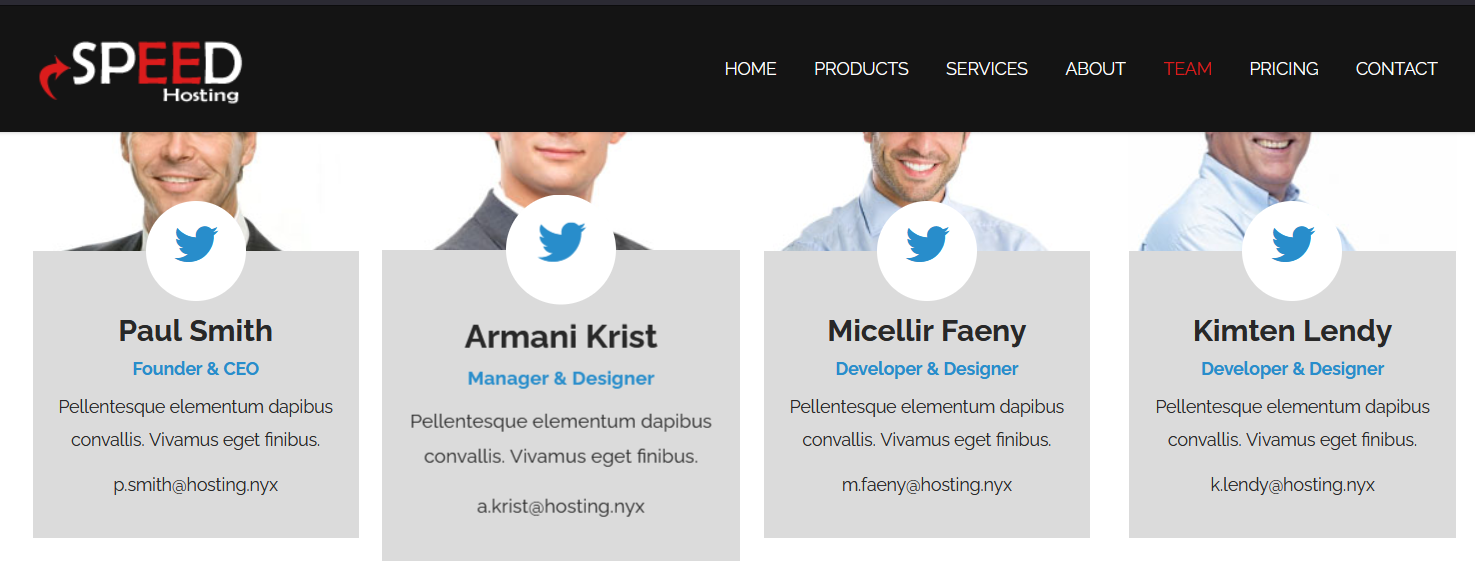 SPEED
Hosting
HOME PRODUCTS SERVICES ABOUT TEAM PRICING CONTACT
Paul Smith
Founder & CEO
Pellentesque elementum dapibus
convallis. Vivamus eget finibus.
p.smith@hosting.nyx
Armani Krist
Manager & Designer
Pellentesque elementum dapibus
convallis. Vivamus eget finibus.
a.krist@hosting.nyx
Micellir Faeny
Developer & Designer
Pellentesque elementum dapibus
convallis. Vivamus eget finibus.
m.faeny@hosting.nyx
Kimten Lendy
Developer & Designer
Pellentesque elementum dapibus
convallis. Vivamus eget finibus.
k.lendy@hosting.nyx